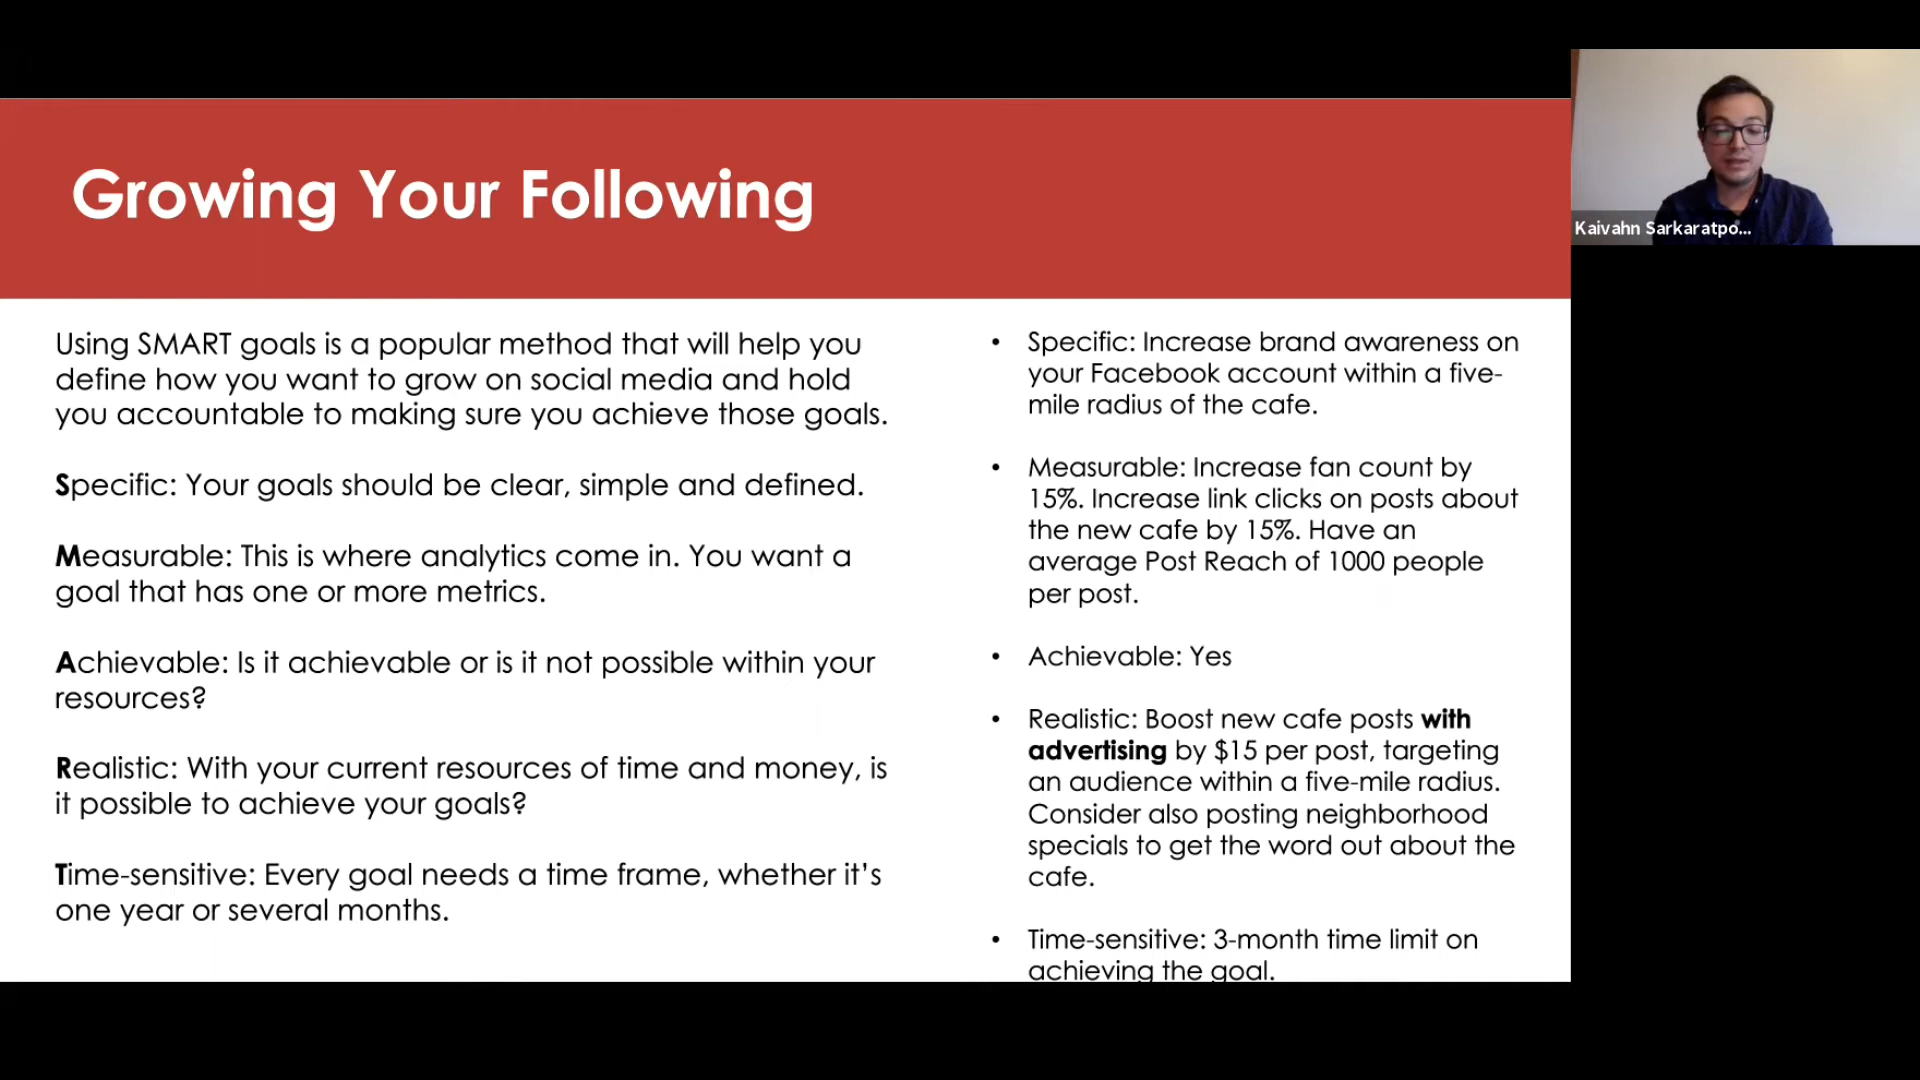 Growing Your Following
Using SMART goals is a popular method that will help you
define how you want to grow on social media and hold
you accountable to making sure you achieve those goals.
Specific: Your goals should be clear, simple and defined.
Measurable: This is where analytics come in. You want a
goal that has one or more metrics.
Achievable: Is it achievable or is it not possible within your
resources?
Realistic: With your current resources of time and money, is
it possible to achieve your goals?
Time-sensitive: Every goal needs a time frame, whether it’s
one year or several months.
• Specific: Increase brand awareness on
your Facebook account within a five-
mile radius of the cafe.
• Measurable: Increase fan count by
15%. Increase link clicks on posts about
the new cafe by 15%. Have an
average Post Reach of 1000 people
per post.
• Achievable: Yes
• Realistic: Boost new cafe posts with
advertising by $15 per post, targeting
an audience within a five-mile radius.
Consider also posting neighborhood
specials to get the word out about the
cafe.
• Time-sensitive: 3-month time limit on
achieving the goal.
Kaivahn Sarkaratpo...